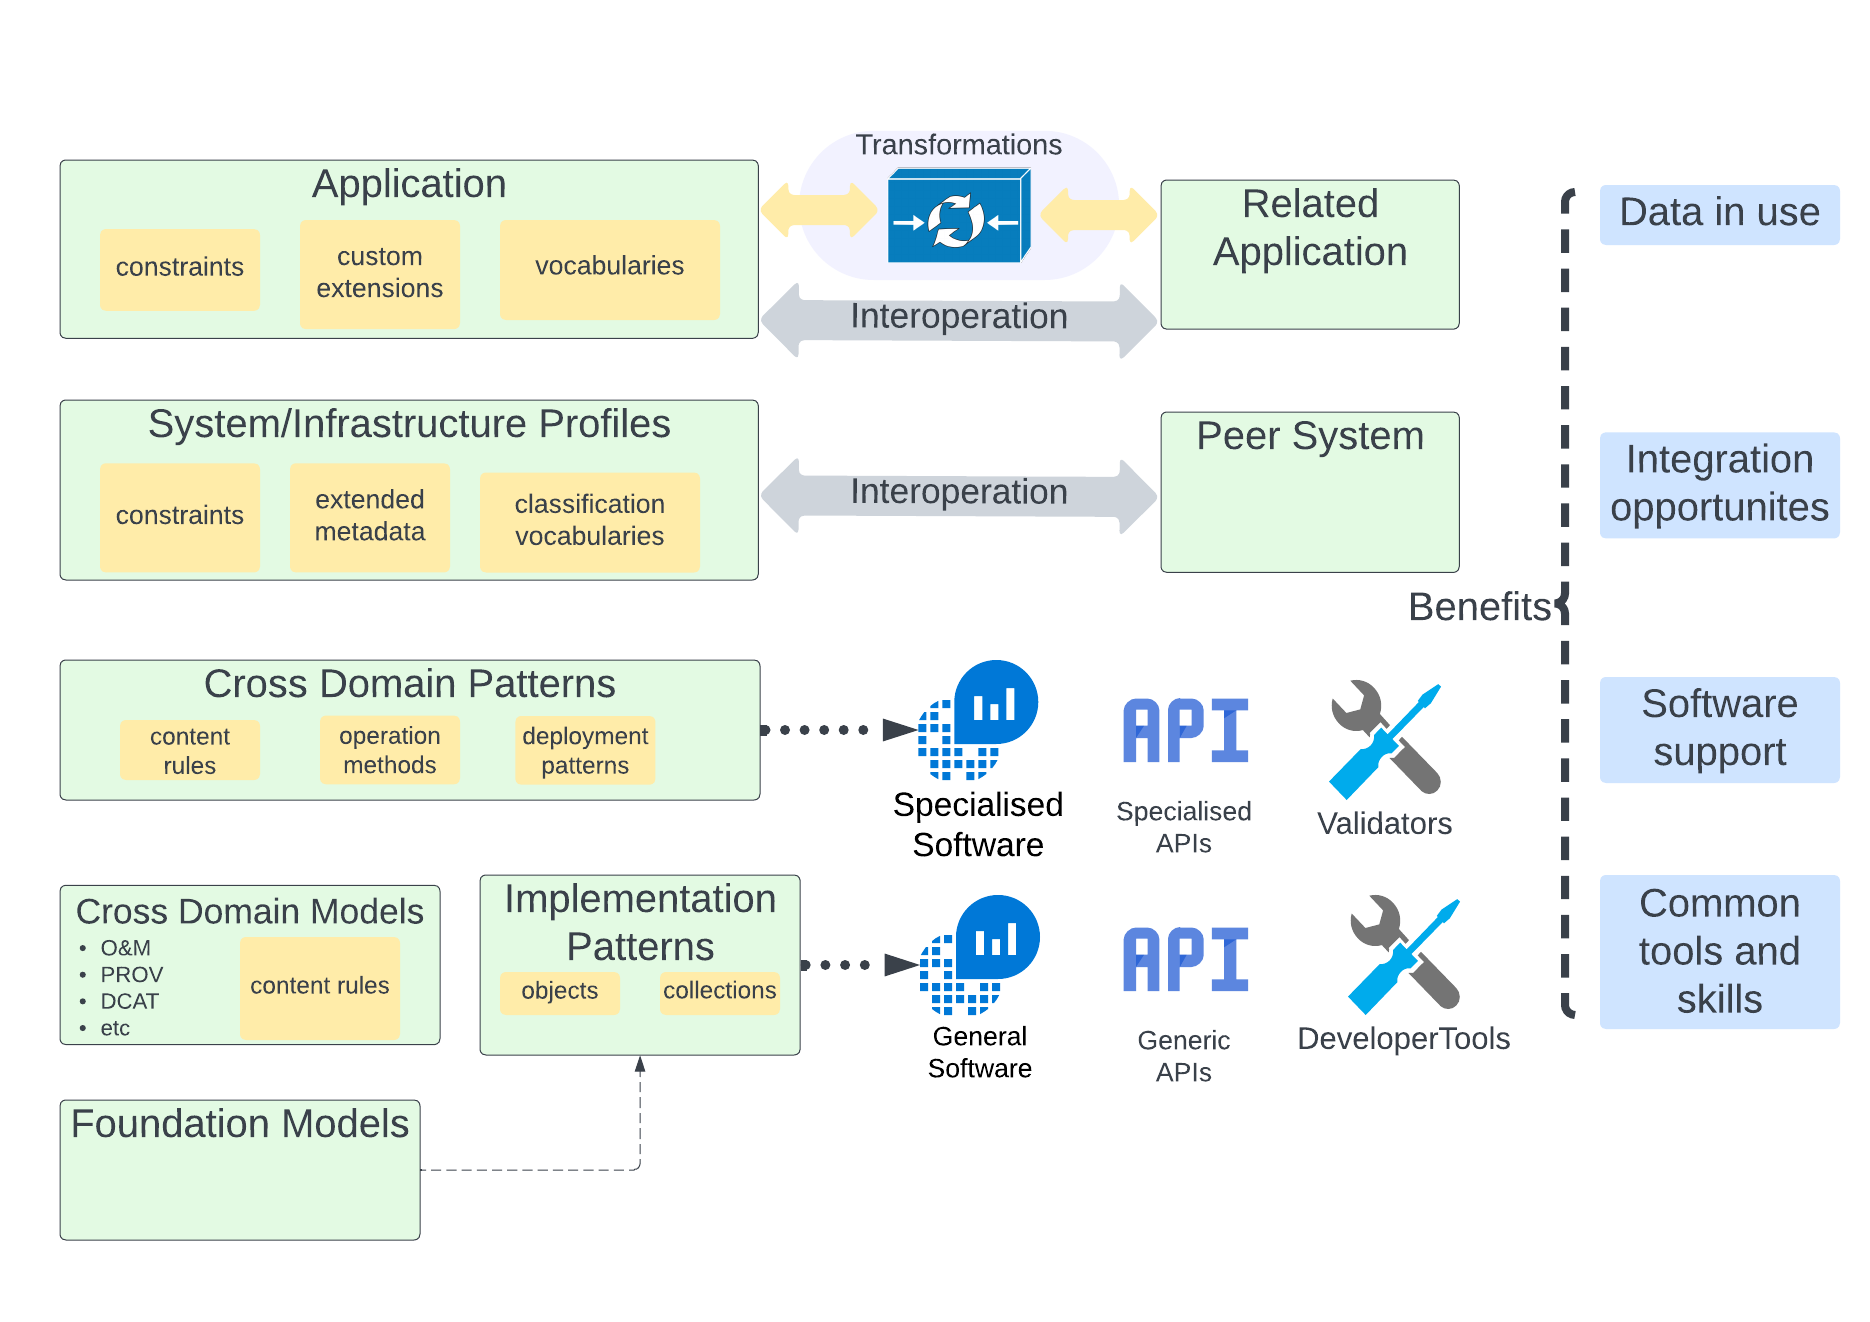 Transformations
Application
constraints
custom
extensions
vocabularies
Related
Application
Data in use
Interoperation
System/Infrastructure Profiles
constraints
extended
metadata
classification
vocabularies
Interoperation
Peer System
Integration
opportunites
Benefits
Cross Domain Patterns
content
rules
operation
methods
deployment
patterns
Specialised
Software
API
Specialised
APIs
Validators
Software
support
Cross Domain Models
• O&M
• PROV
• DCAT
• etc
content rules
Implementation
Patterns
objects
collections
General
Software
API
Generic
APIs
DeveloperTools
Common
tools and
skills
Foundation Models